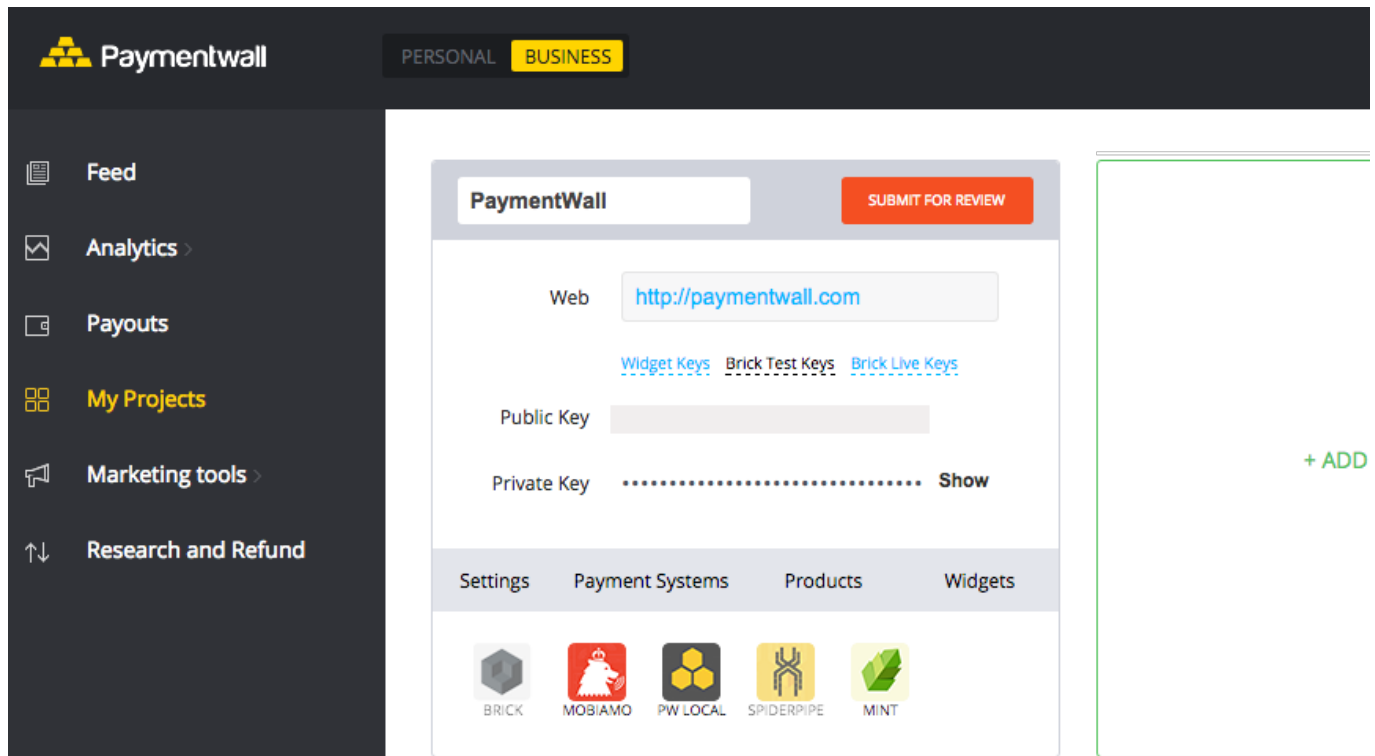 Paymentwall
PERSONAL BUSINESS
Feed
Analytics
Payouts
My Projects
Marketing tools
Research and Refund
PaymentWall
SUBMIT FOR REVIEW
Web http://paymentwall.com
Widget Keys Brick Test Keys Brick Live Keys
Public Key
Private Key •••••••••••••••••••••••••••••••• Show
Settings Payment Systems Products Widgets
BRICK MOBIAMO PW LOCAL SPIDERPIPE MINT
+ ADD